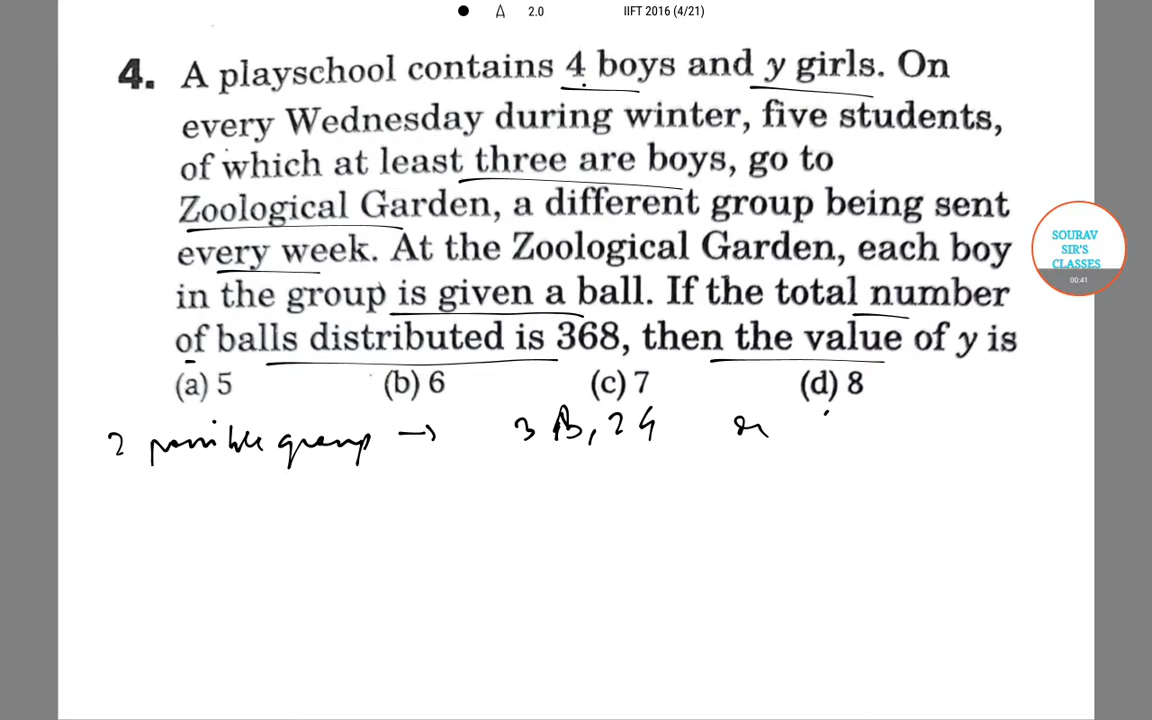 A 2.0 IIFT 2016 (4/21)
4. A playschool contains 4 boys and y girls. On
every Wednesday during winter, five students,
of which at least three are boys, go to
Zoological Garden, a different group being sent
every week. At the Zoological Garden, each boy
in the group is given a ball. If the total number
of balls distributed is 368, then the value of y is
(a) 5 (b) 6 (c) 7 (d) 8
2 possible group → 3 B, 2 G or
SOURAV
SIR'S
CLASSES
00:41